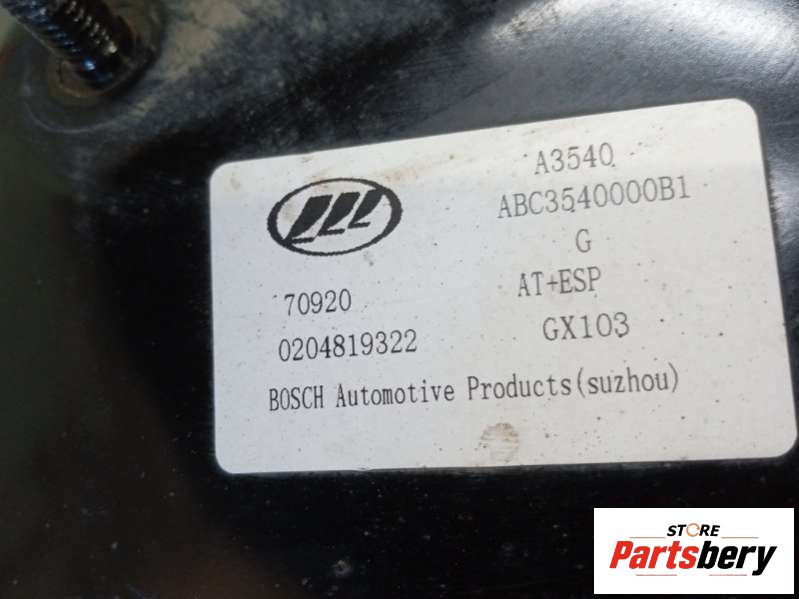 A3540
ABC3540000B1
G
70920 AT+ESP
0204819322 GX103
BOSCH Automotive Products(suzhou)
STORE
Partsbery